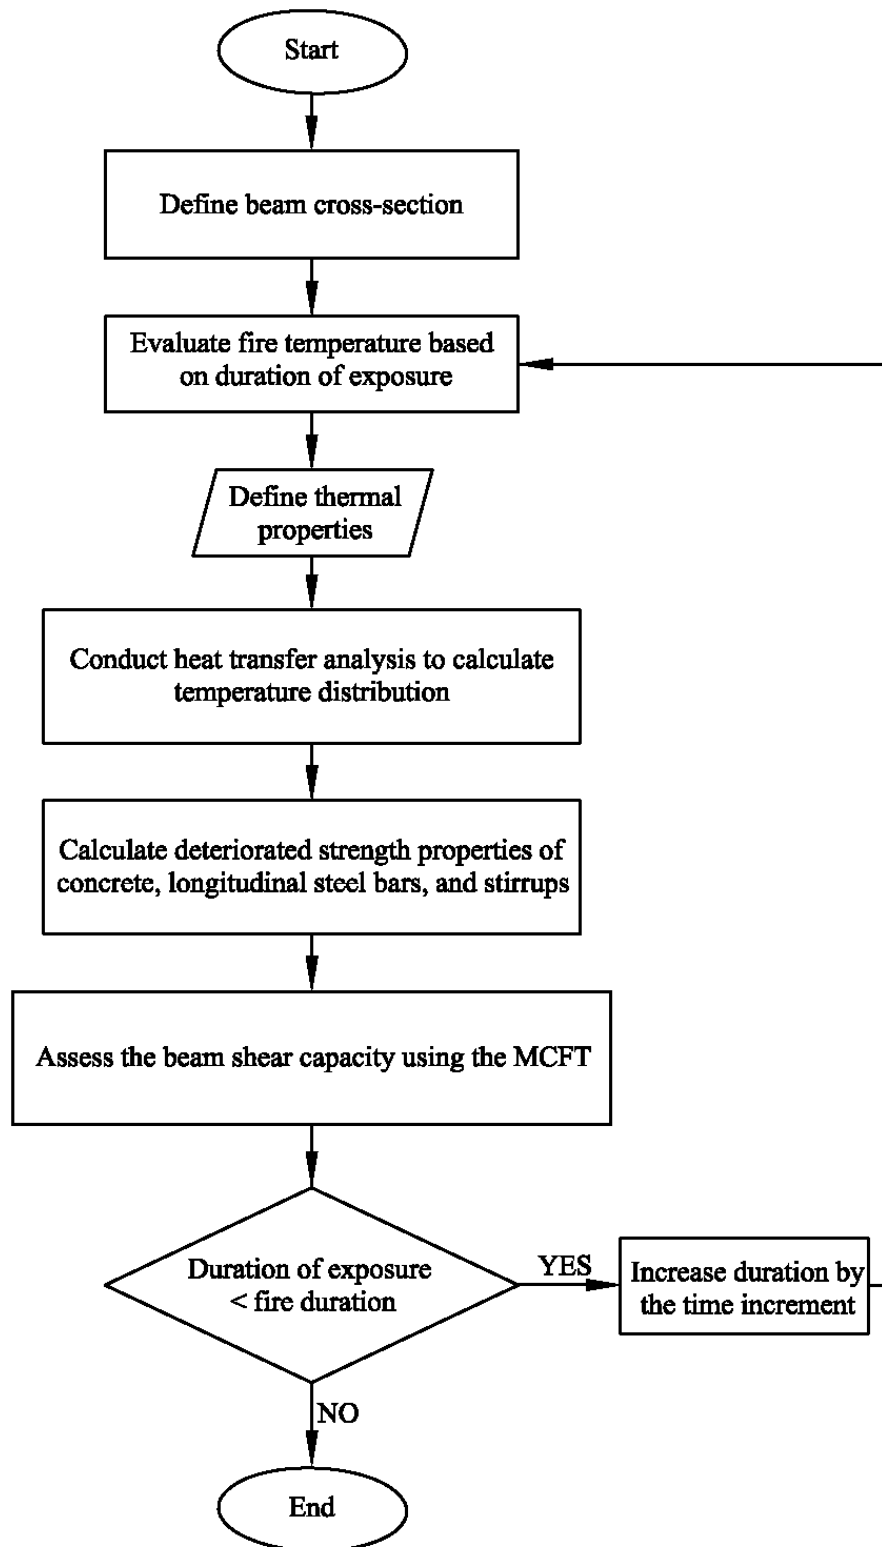 Start
Define beam cross-section
Evaluate fire temperature based
on duration of exposure
Define thermal
properties
Conduct heat transfer analysis to calculate
temperature distribution
Calculate deteriorated strength properties of
concrete, longitudinal steel bars, and stirrups
Assess the beam shear capacity using the MCFT
Duration of exposure
< fire duration
YES
Increase duration by
the time increment
NO
End